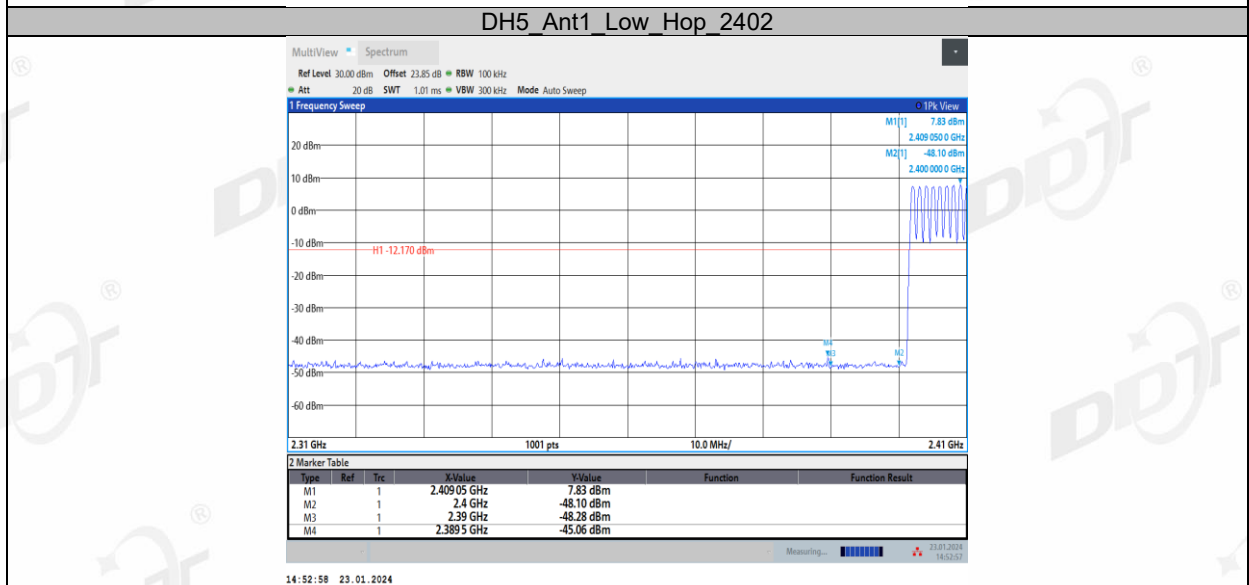 DH5_Ant1_Low_Hop_2402
MultiView Spectrum
Ref Level 30.00 dBm Offset 23.85 dB RBW 100 kHz
Att 20 dB SWT 1.01 ms VBW 300 kHz Mode Auto Sweep
1 Frequency Sweep 1Pk View
M1[1] 7.83 dBm
2.409 050 0 GHz
M2[1] -48.10 dBm
2.400 000 0 GHz
20 dBm
10 dBm
0 dBm
-10 dBm
H1 -12.170 dBm
-20 dBm
-30 dBm
-40 dBm
M4
M3 M2
-50 dBm
-60 dBm
2.31 GHz 1001 pts 10.0 MHz/ 2.41 GHz
2 Marker Table
Type Ref Trc X-Value Y-Value Function Function Result
M1 1 2.40905 GHz 7.83 dBm
M2 1 2.4 GHz -48.10 dBm
M3 1 2.39 GHz -48.28 dBm
M4 1 2.3895 GHz -45.06 dBm
Measuring... 23.01.2024
14:52:57
14:52:58 23.01.2024
DDT
®